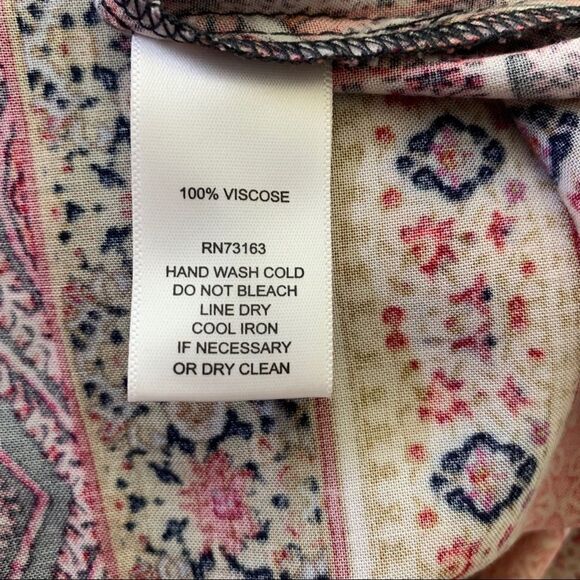 100% VISCOSE
RN73163
HAND WASH COLD
DO NOT BLEACH
LINE DRY
COOL IRON
IF NECESSARY
OR DRY CLEAN